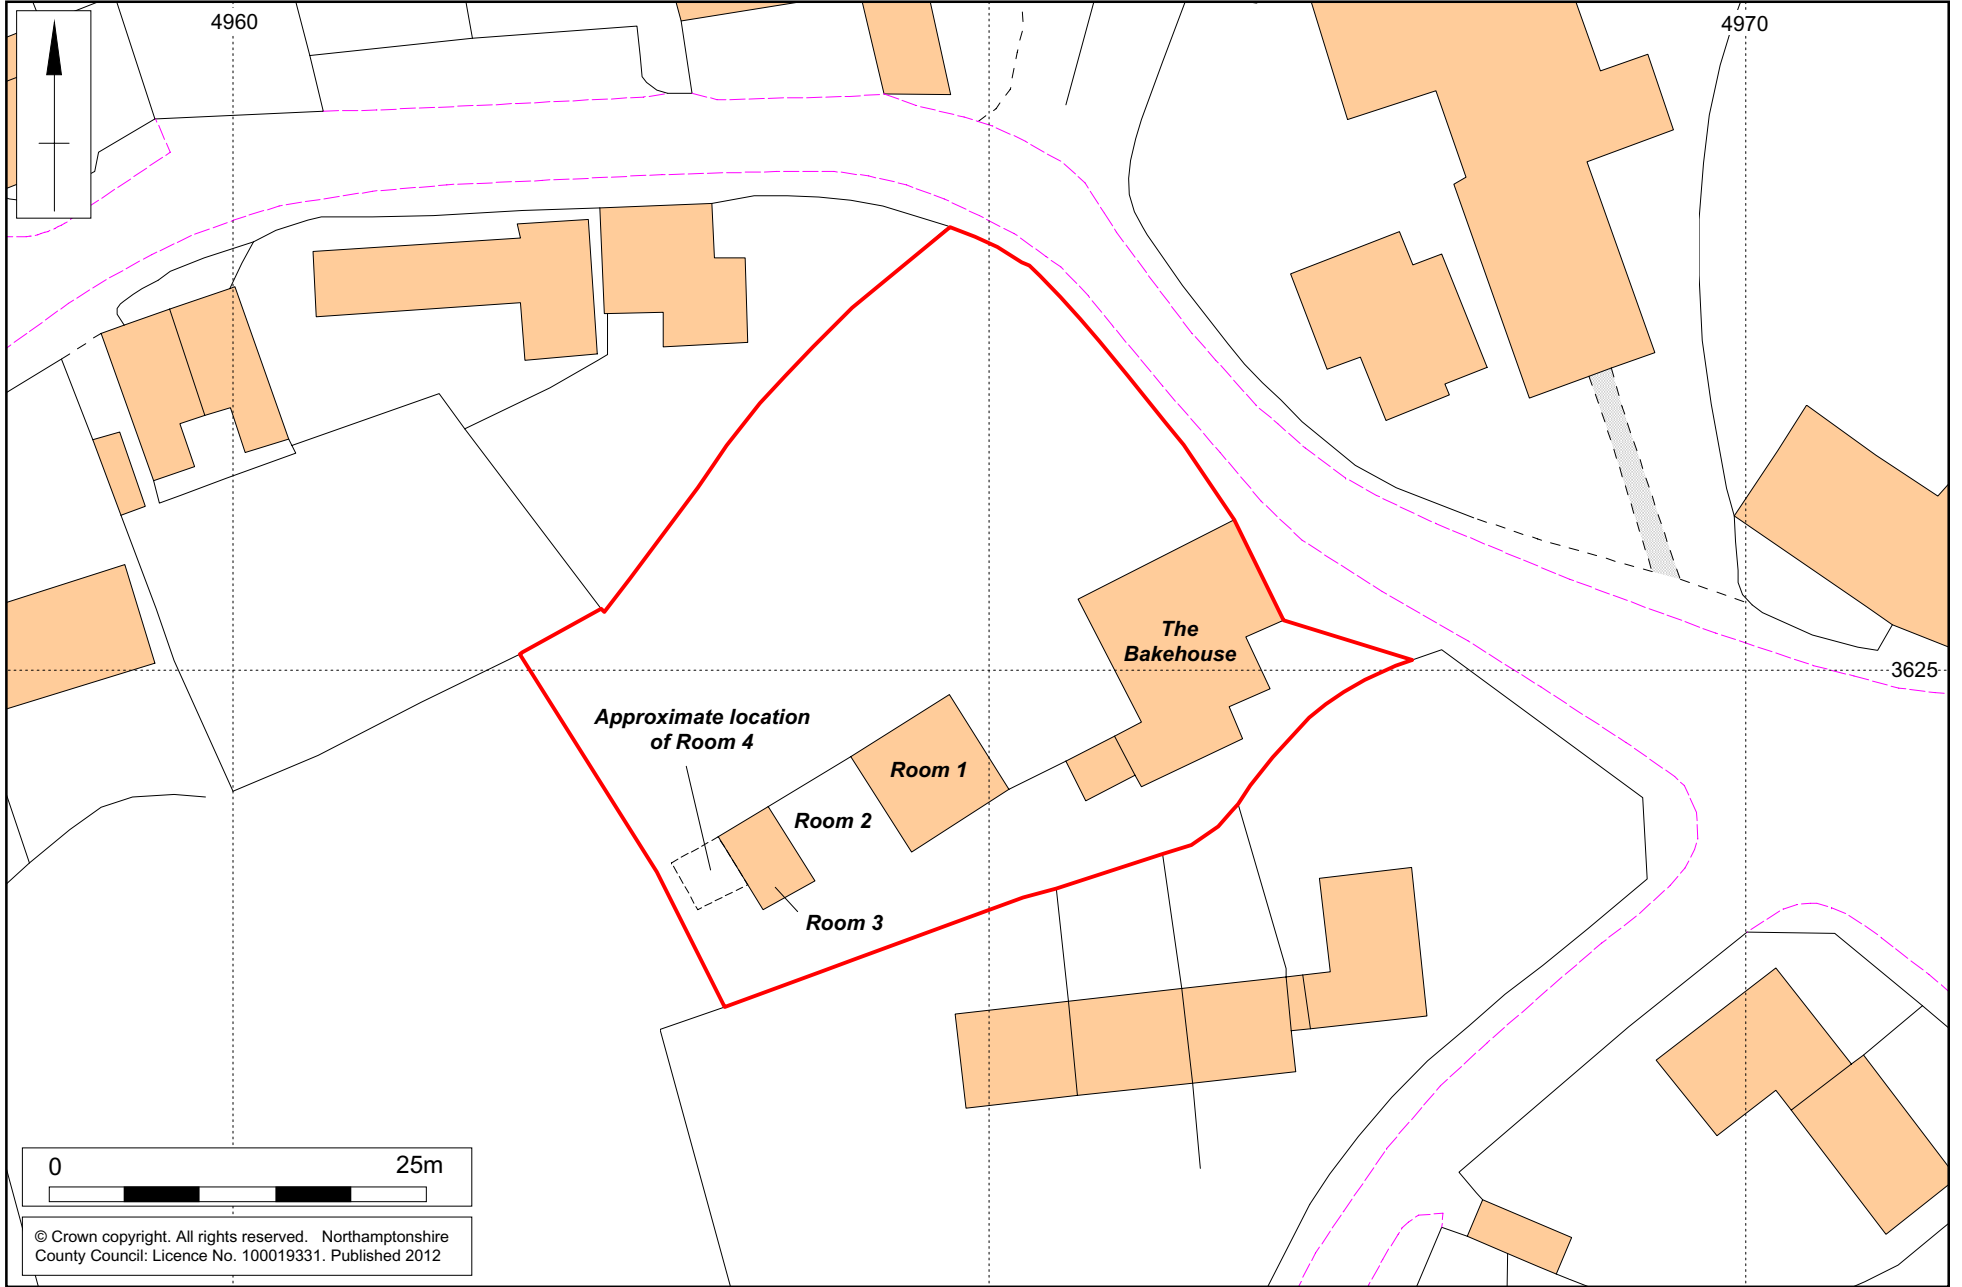 4960
4970
The
Bakehouse
3625
Approximate location
of Room 4
Room 1
Room 2
Room 3
0 25m
© Crown copyright. All rights reserved. Northamptonshire
County Council: Licence No. 100019331. Published 2012